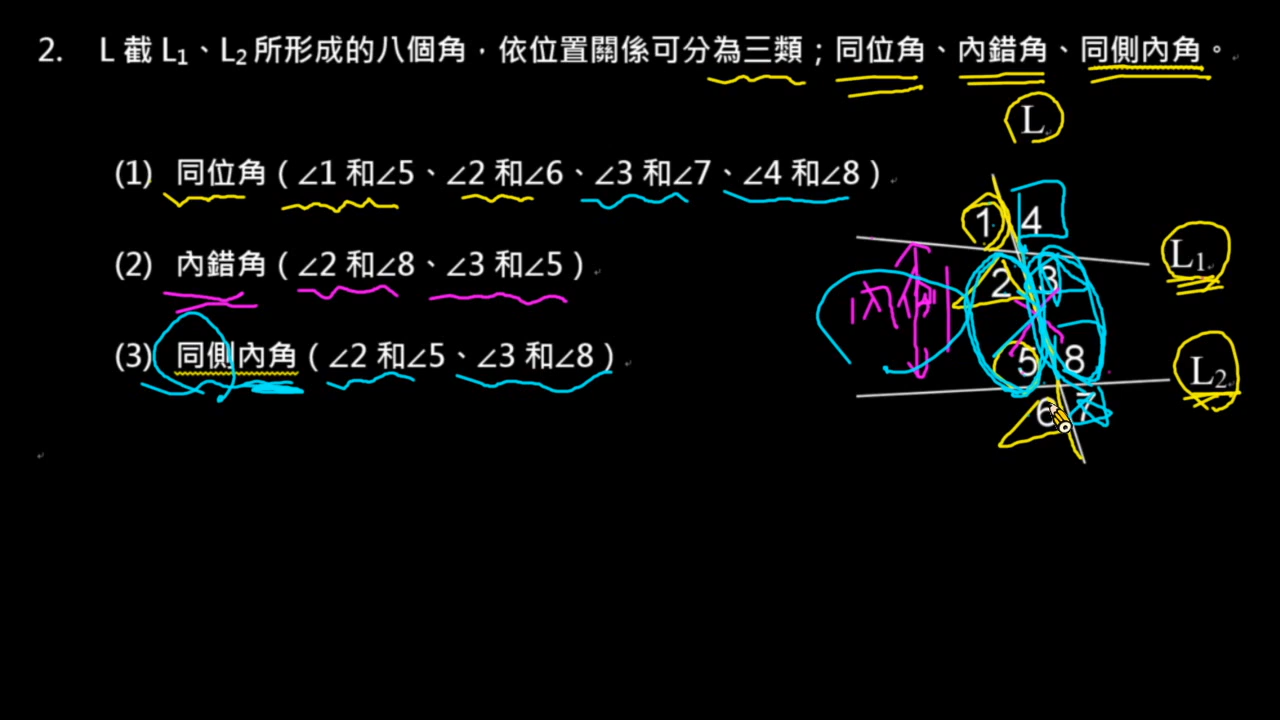 2. L 截 L₁、L₂ 所形成的八個角，依位置關係可分為三類；同位角、內錯角、同側內角。
L
(1) 同位角（∠1 和∠5、∠2 和∠6、∠3 和∠7、∠4 和∠8）
1 4
L₁
(2) 內錯角（∠2 和∠8、∠3 和∠5）
2 3
內側
(3) 同側內角（∠2 和∠5、∠3 和∠8）
5 8
L₂
6 7